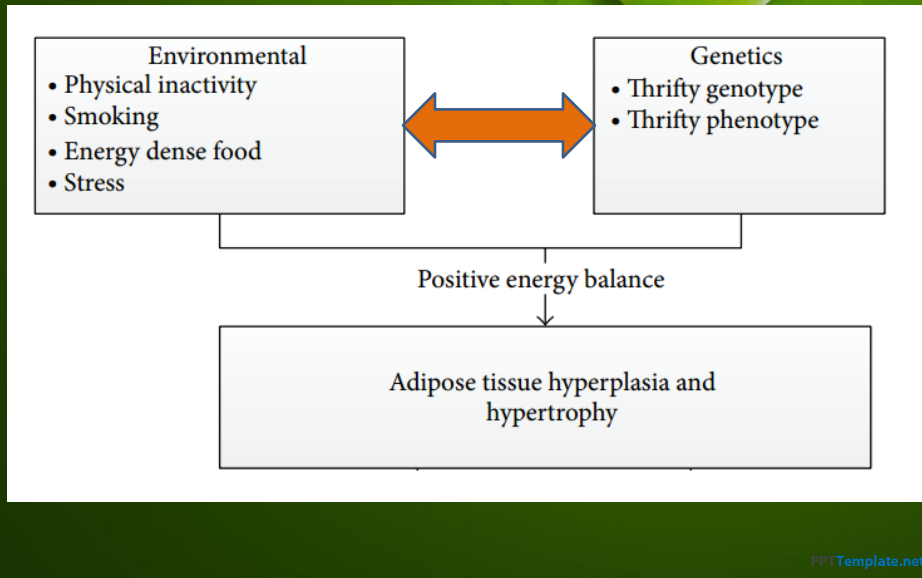 Environmental
• Physical inactivity
• Smoking
• Energy dense food
• Stress
Genetics
• Thrifty genotype
• Thrifty phenotype
Positive energy balance
Adipose tissue hyperplasia and
hypertrophy
PPTTemplate.net